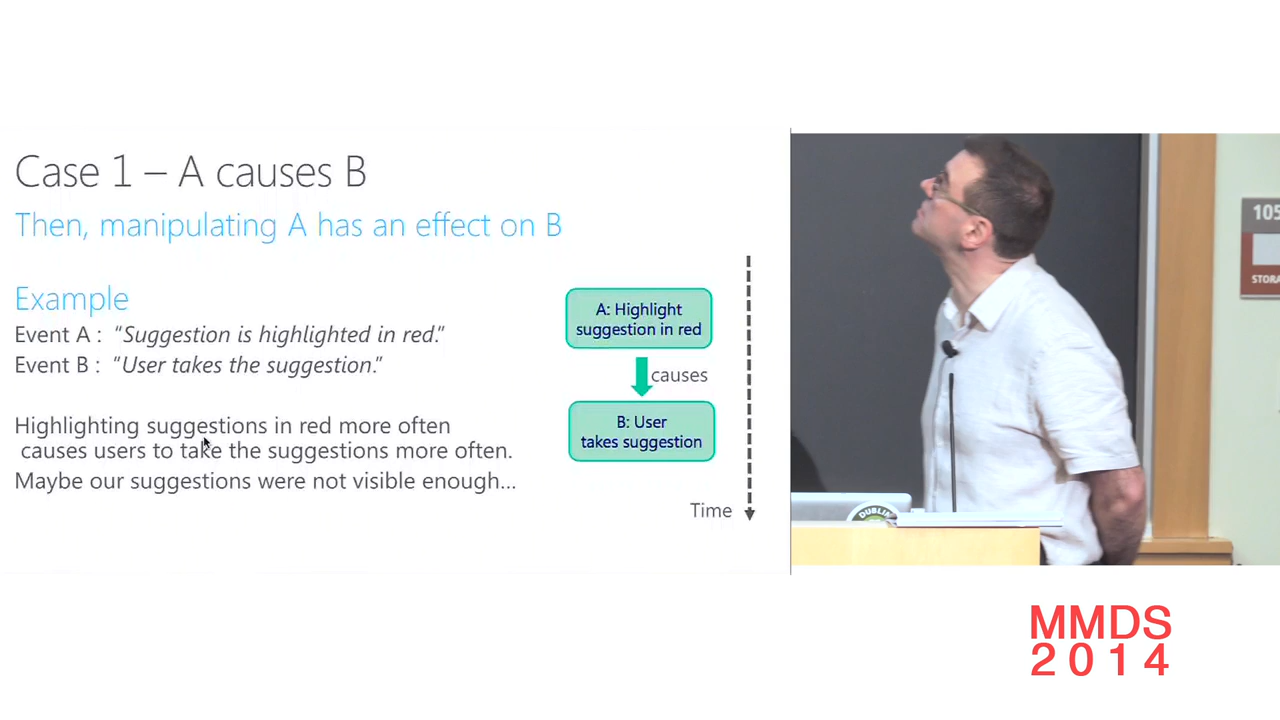 Case 1 – A causes B
Then, manipulating A has an effect on B
Example
Event A : “Suggestion is highlighted in red.”
Event B : “User takes the suggestion.”
Highlighting suggestions in red more often
causes users to take the suggestions more often.
Maybe our suggestions were not visible enough...
A: Highlight
suggestion in red
causes
B: User
takes suggestion
Time
105
STORA
DUBLIN
MMDS
2014